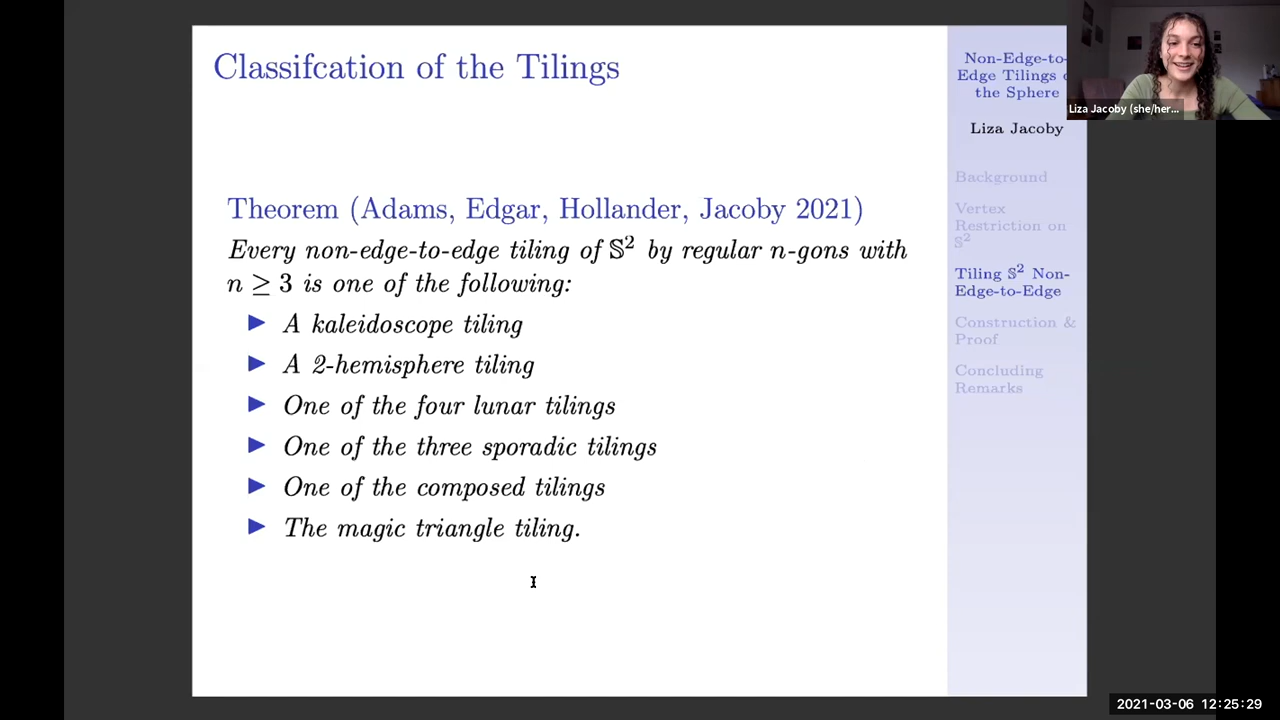 Classifcation of the Tilings
Theorem (Adams, Edgar, Hollander, Jacoby 2021)
Every non-edge-to-edge tiling of 𝕊² by regular n-gons with
n ≥ 3 is one of the following:
▶ A kaleidoscope tiling
▶ A 2-hemisphere tiling
▶ One of the four lunar tilings
▶ One of the three sporadic tilings
▶ One of the composed tilings
▶ The magic triangle tiling.
Non-Edge-to-
Edge Tilings
the Sphere
Liza Jacoby
Background
Vertex
Restriction on
𝕊²
Tiling 𝕊² Non-
Edge-to-Edge
Construction &
Proof
Concluding
Remarks
Liza Jacoby (she/her...
2021-03-06 12:25:29